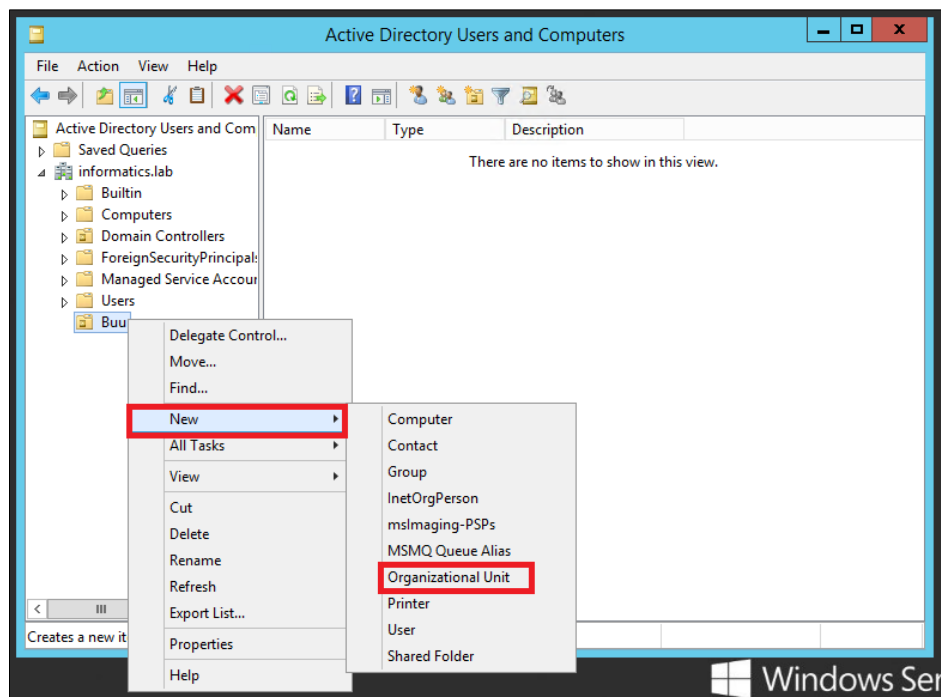 Active Directory Users and Computers
File Action View Help
Active Directory Users and Com
Name Type Description
Saved Queries
There are no items to show in this view.
informatics.lab
Builtin
Computers
Domain Controllers
ForeignSecurityPrincipals
Managed Service Accour
Users
Buu
Delegate Control...
Move...
Find...
New
Computer
All Tasks
Contact
View
Group
InetOrgPerson
Cut
msImaging-PSPs
Delete
MSMQ Queue Alias
Rename
Organizational Unit
Refresh
Printer
Export List...
User
Creates a new it
Properties
Shared Folder
Help
Windows Ser